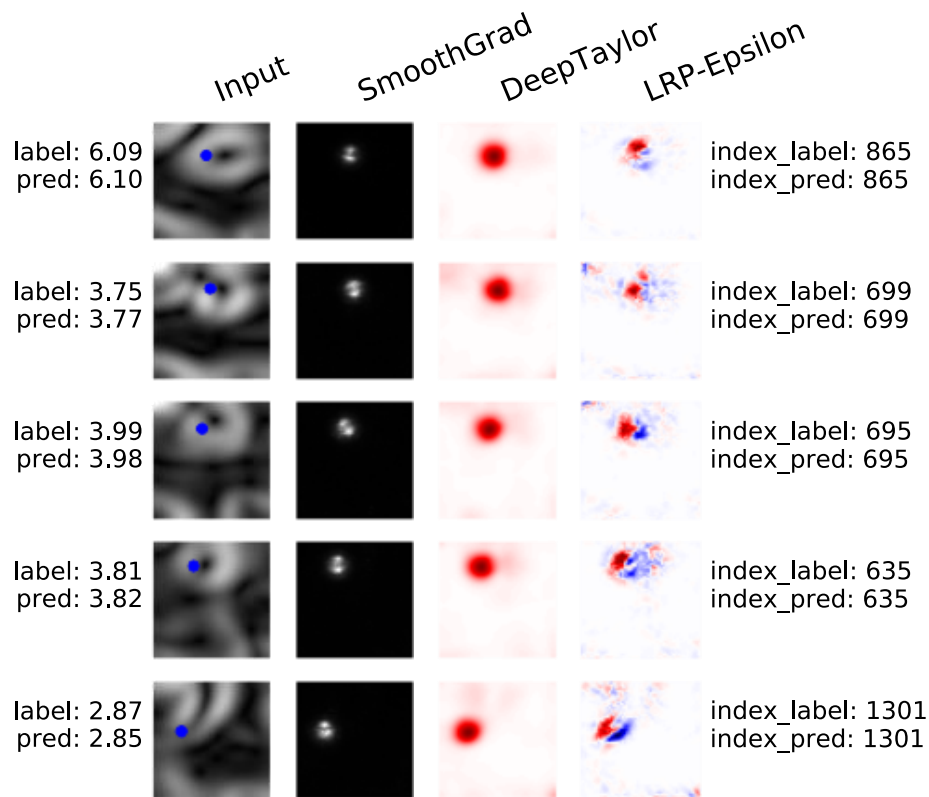 Input
SmoothGrad
DeepTaylor
LRP-Epsilon
label: 6.09
pred: 6.10
index_label: 865
index_pred: 865
label: 3.75
pred: 3.77
index_label: 699
index_pred: 699
label: 3.99
pred: 3.98
index_label: 695
index_pred: 695
label: 3.81
pred: 3.82
index_label: 635
index_pred: 635
label: 2.87
pred: 2.85
index_label: 1301
index_pred: 1301